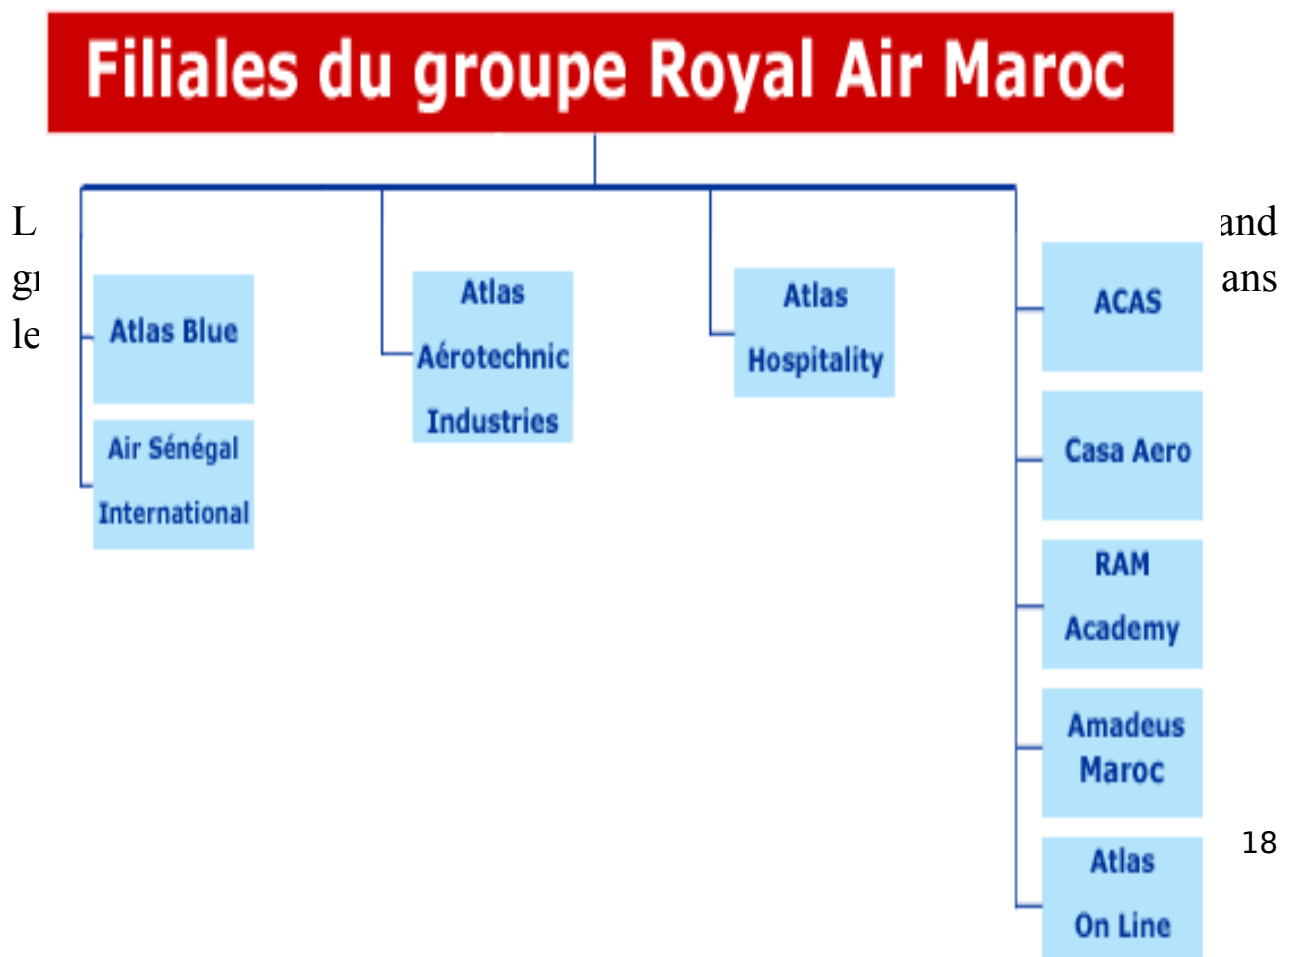 Filiales du groupe Royal Air Maroc
L
and
gr
ans
le
Atlas Blue
Air Sénégal
International
Atlas
Aérotechnic
Industries
Atlas
Hospitality
ACAS
Casa Aero
RAM
Academy
Amadeus
Maroc
Atlas
On Line
18